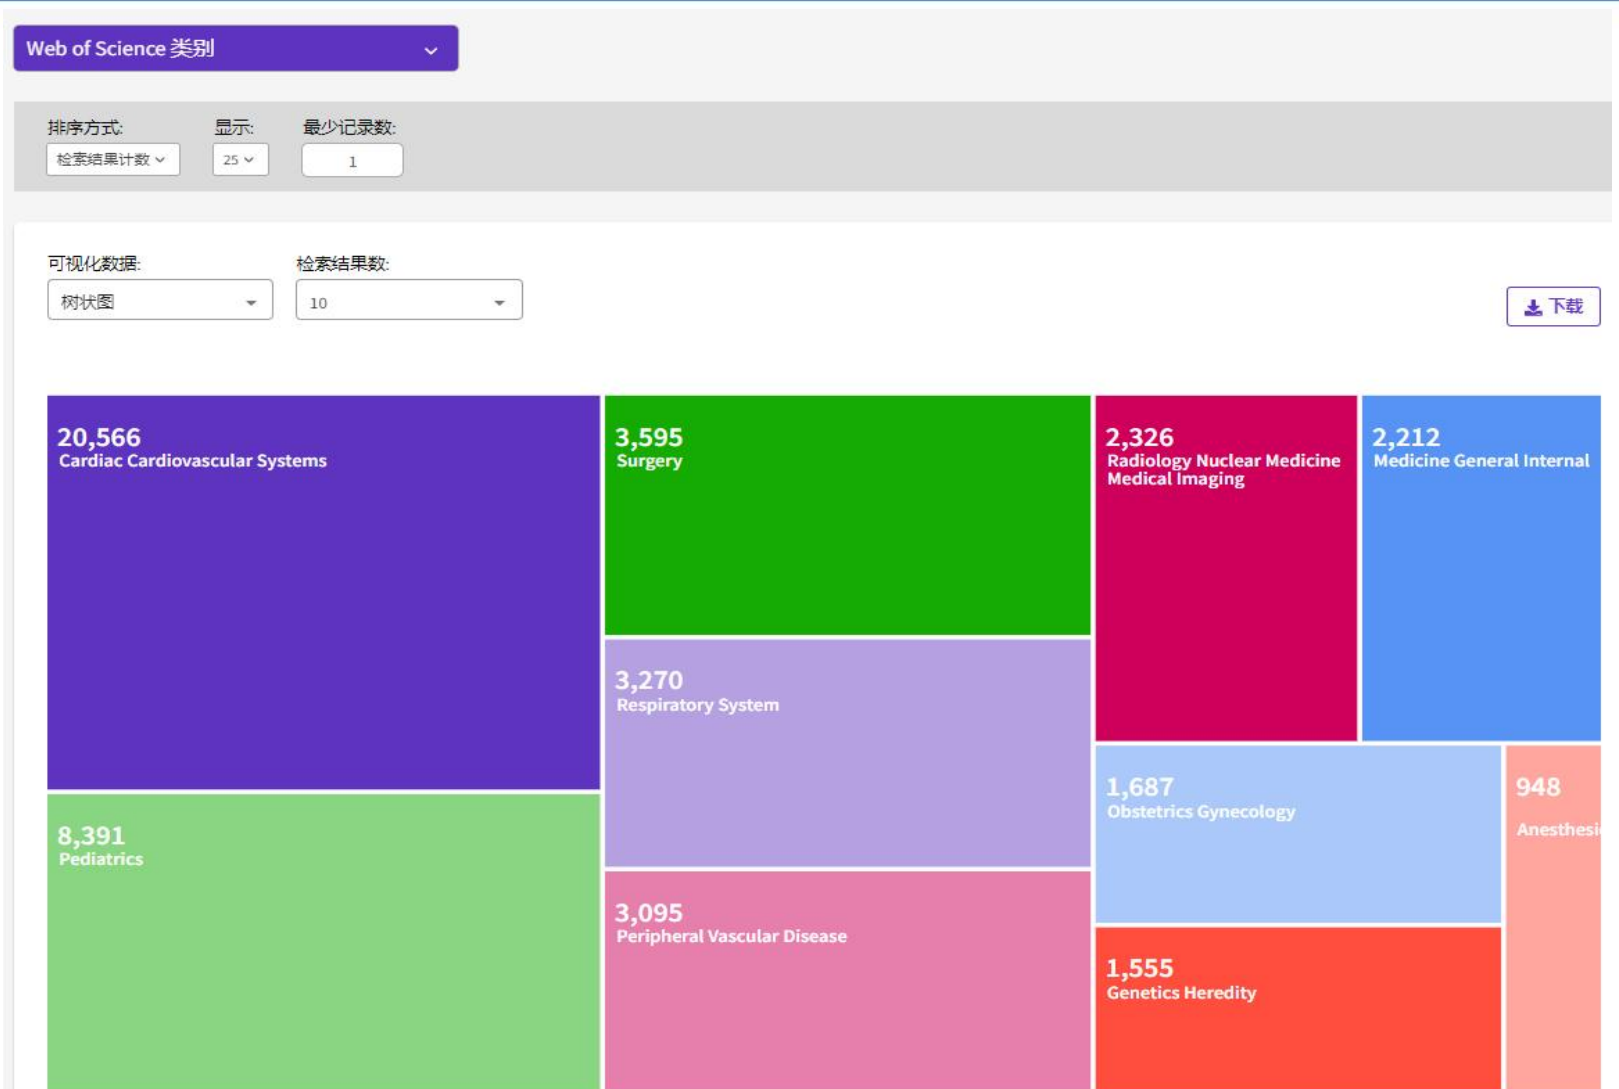 Web of Science 类别
排序方式:
显示:
最少记录数:
检索结果计数
25
1
可视化数据:
检索结果数:
树状图
10
下载
20,566
Cardiac Cardiovascular Systems
3,595
Surgery
2,326
Radiology Nuclear Medicine
Medical Imaging
2,212
Medicine General Internal
3,270
Respiratory System
1,687
Obstetrics Gynecology
948
Anesthesi
8,391
Pediatrics
3,095
Peripheral Vascular Disease
1,555
Genetics Heredity